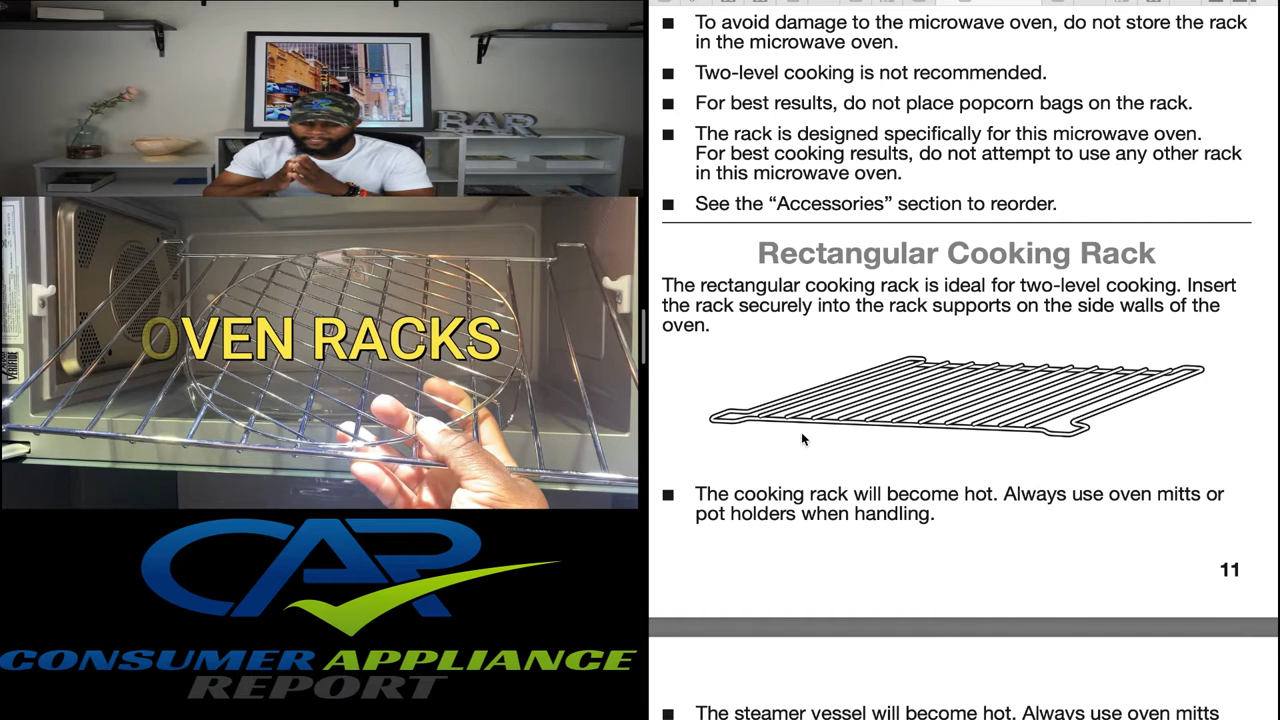 BAR
OVEN RACKS
CAR
CONSUMER APPLIANCE
REPORT
■ To avoid damage to the microwave oven, do not store the rack
in the microwave oven.
■ Two-level cooking is not recommended.
■ For best results, do not place popcorn bags on the rack.
■ The rack is designed specifically for this microwave oven.
For best cooking results, do not attempt to use any other rack
in this microwave oven.
■ See the “Accessories” section to reorder.
Rectangular Cooking Rack
The rectangular cooking rack is ideal for two-level cooking. Insert
the rack securely into the rack supports on the side walls of the
oven.
■ The cooking rack will become hot. Always use oven mitts or
pot holders when handling.
11
■ The steamer vessel will become hot. Always use oven mitts